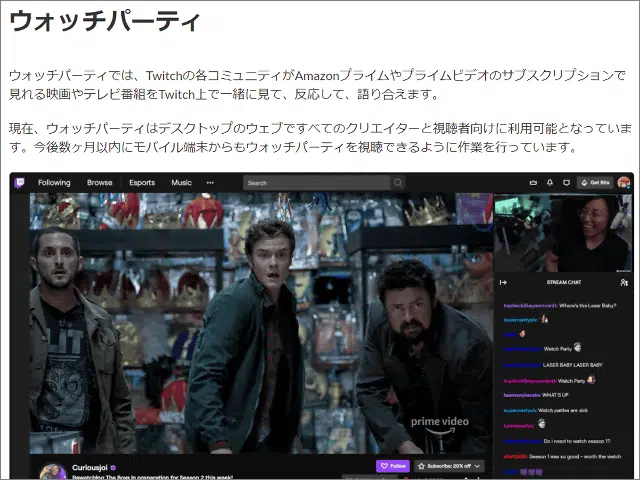 ウォッチパーティ
ウォッチパーティでは、Twitchの各コミュニティがAmazonプライムやプライムビデオのサブスクリプションで
見れる映画やテレビ番組をTwitch上で一緒に見て、反応して、語り合えます。
現在、ウォッチパーティはデスクトップのウェブですべてのクリエイターと視聴者向けに利用可能となっていま
す。今後数ヶ月以内にモバイル端末からもウォッチパーティを視聴できるように作業を行っています。
Following Browse Esports Music ••• Search Get Bits
STREAM CHAT
Where's the Laser Baby?
Watch Party
LASER BABY LASER BABY
Watch Party
WHAT'S UP
Watch parties are sick
Do I need to watch season 1?
Season 1 was so good - worth the watch
prime video
Curiousjoi
Follow Subscribe: 20% off
Rewatching The Boys in preparation for Season 2 this week!